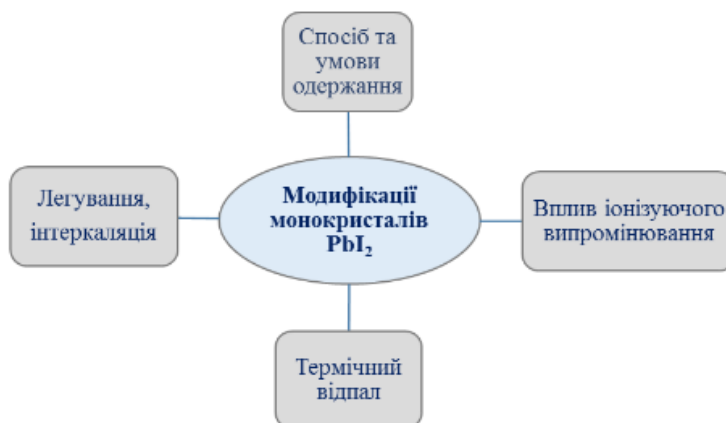 Спосіб та
умови
одержання
Легування,
інтеркаляція
Модифікації
монокристалів
PbI₂
Вплив іонізуючого
випромінювання
Термічний
відпал